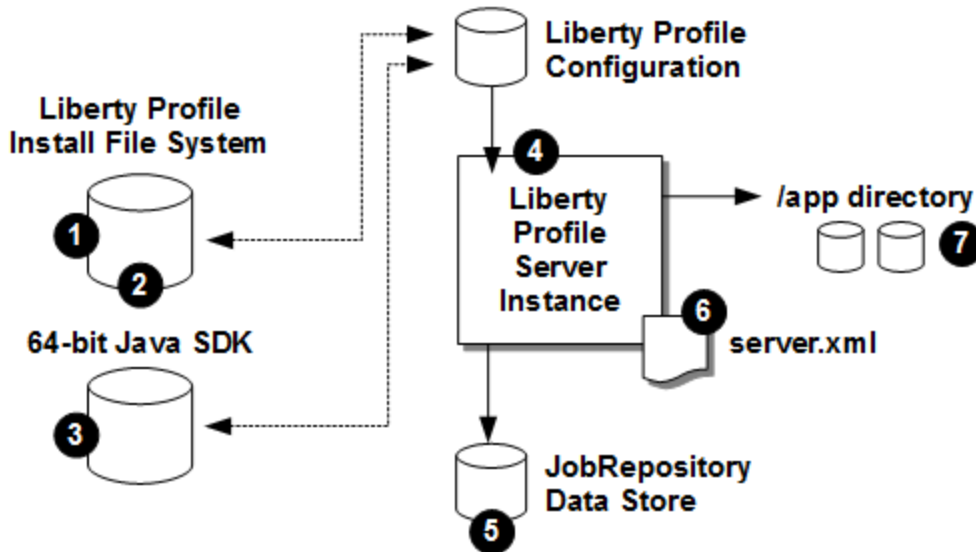 Liberty Profile
Configuration
Liberty Profile
Install File System
1
2
64-bit Java SDK
3
4
Liberty
Profile
Server
Instance
/app directory
7
6
server.xml
JobRepository
Data Store
5